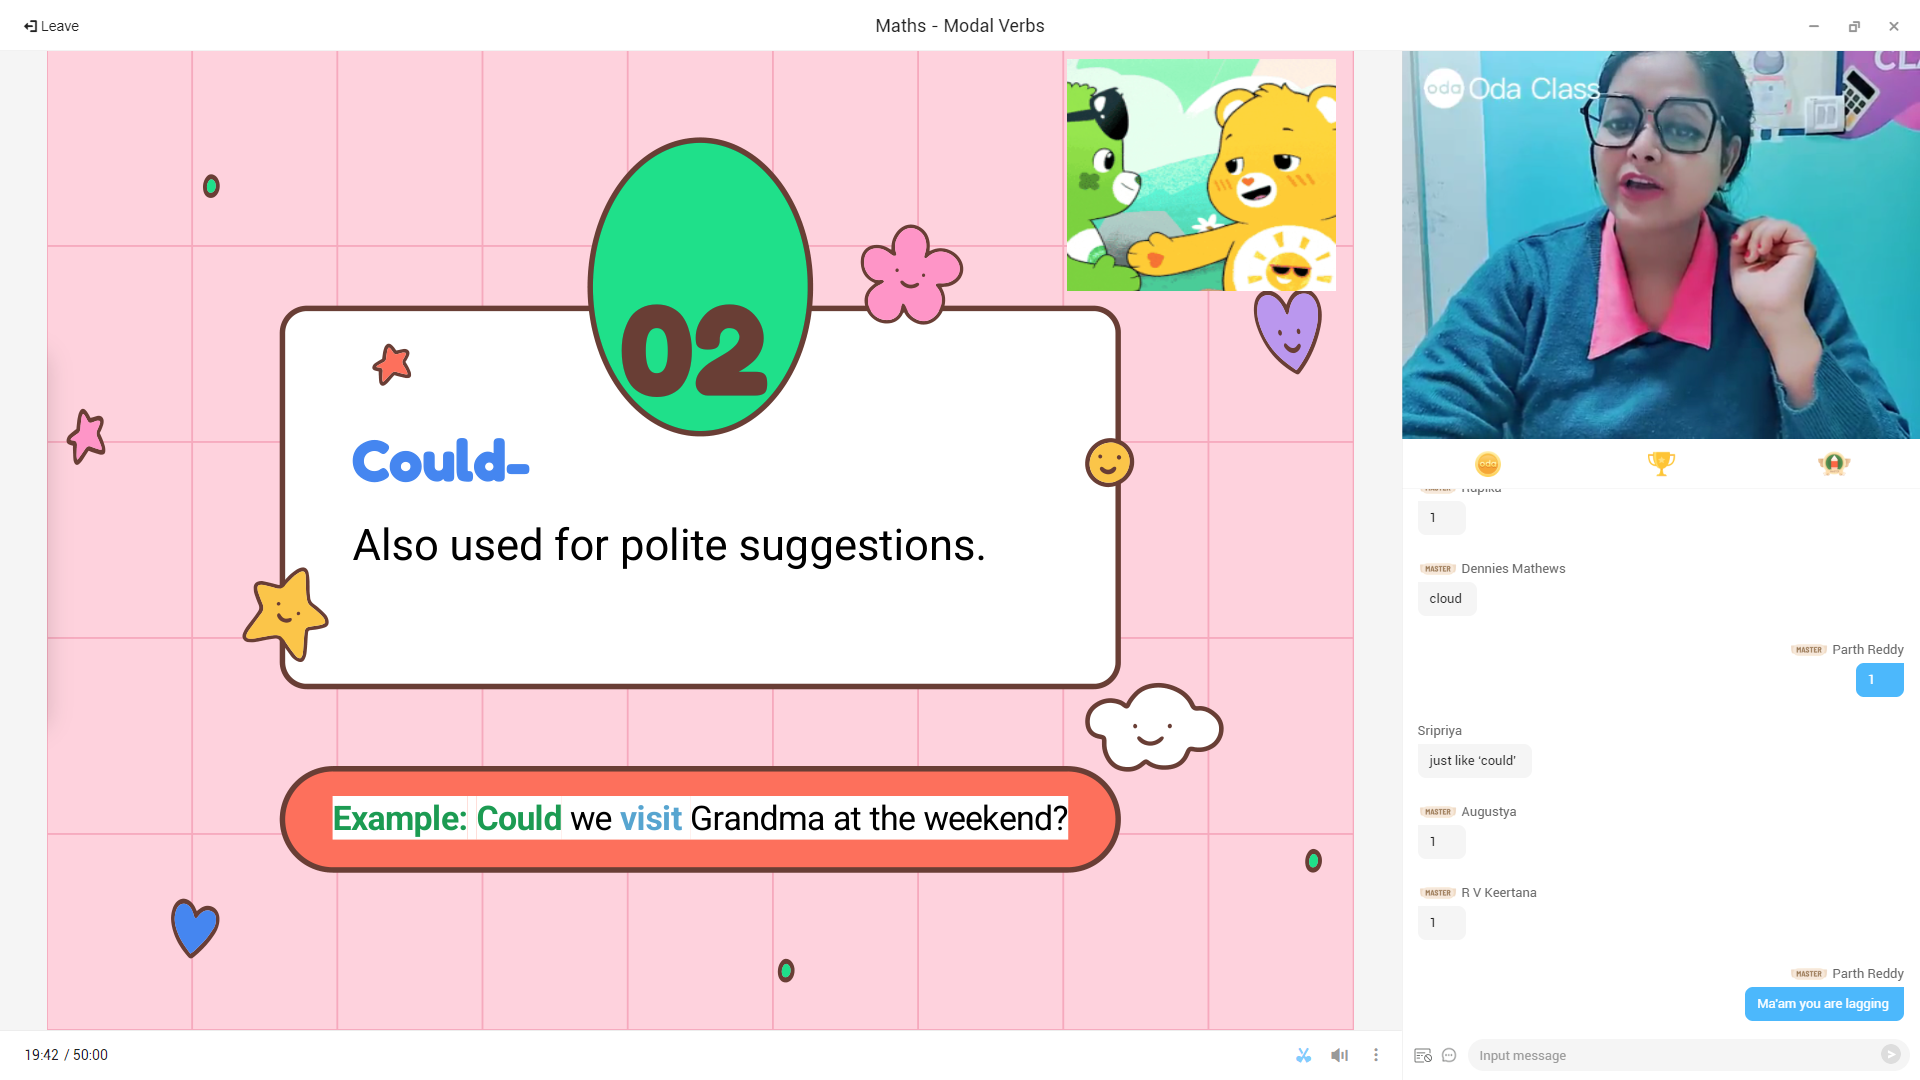 Leave
Maths - Modal Verbs
oda Oda Class
CL
02
Could-
Also used for polite suggestions.
Example: Could we visit Grandma at the weekend?
oda
1
MASTER Dennies Mathews
cloud
MASTER Parth Reddy
1
Sripriya
just like ‘could’
MASTER Augustya
1
MASTER R V Keertana
1
MASTER Parth Reddy
Ma'am you are lagging
19:42 / 50:00
Input message